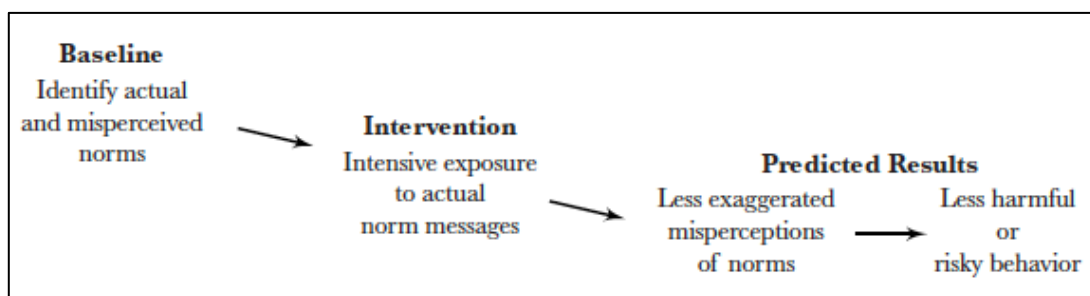 Baseline
Identify actual
and misperceived
norms
Intervention
Intensive exposure
to actual
norm messages
Predicted Results
Less exaggerated
misperceptions
of norms
Less harmful
or
risky behavior